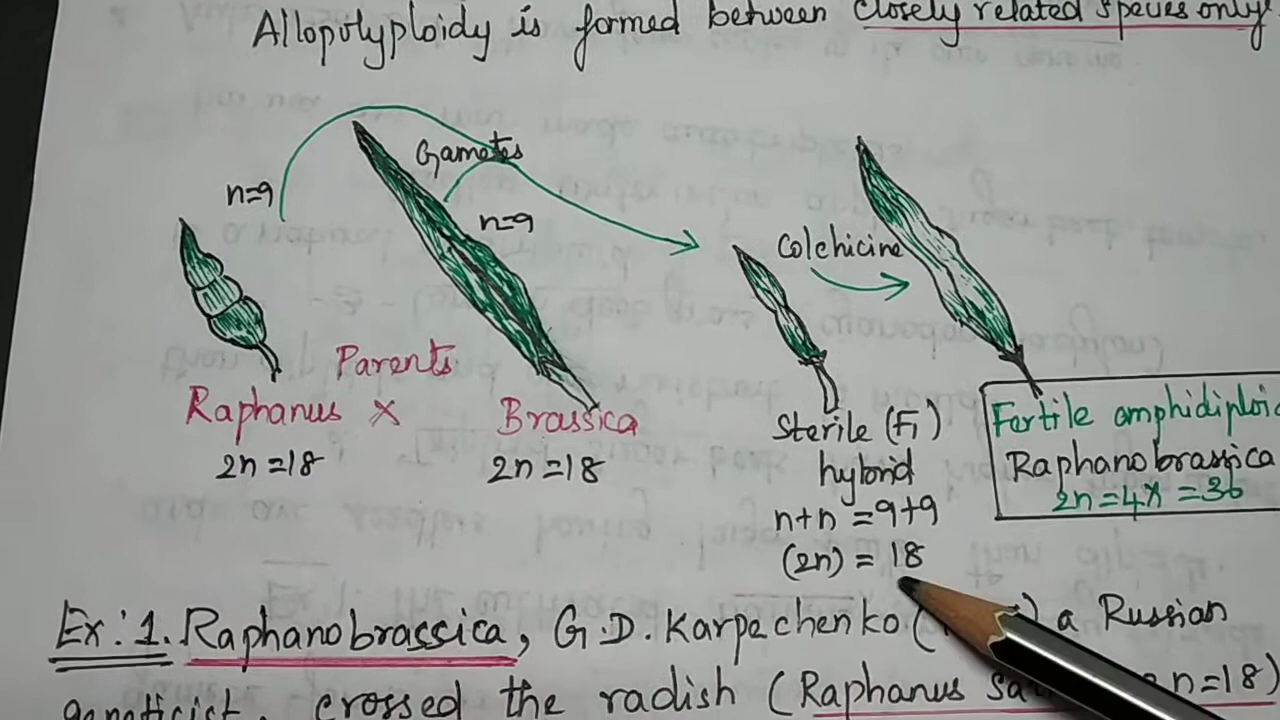 Allopolyploidy is formed between closely related species only
Gametes
n=9
n=9
Colchicine
Parents
Raphanus × Brassica
2n=18 2n=18
Sterile (F1)
hybrid
n+n =9+9
(2n) = 18
Fertile amphidiploi
Raphanobrassica
2n=4x=36
Ex: 1. Raphanobrassica, G.D. Karpechenko ( ) a Russian
geneticist, crossed the radish (Raphanus n=18)